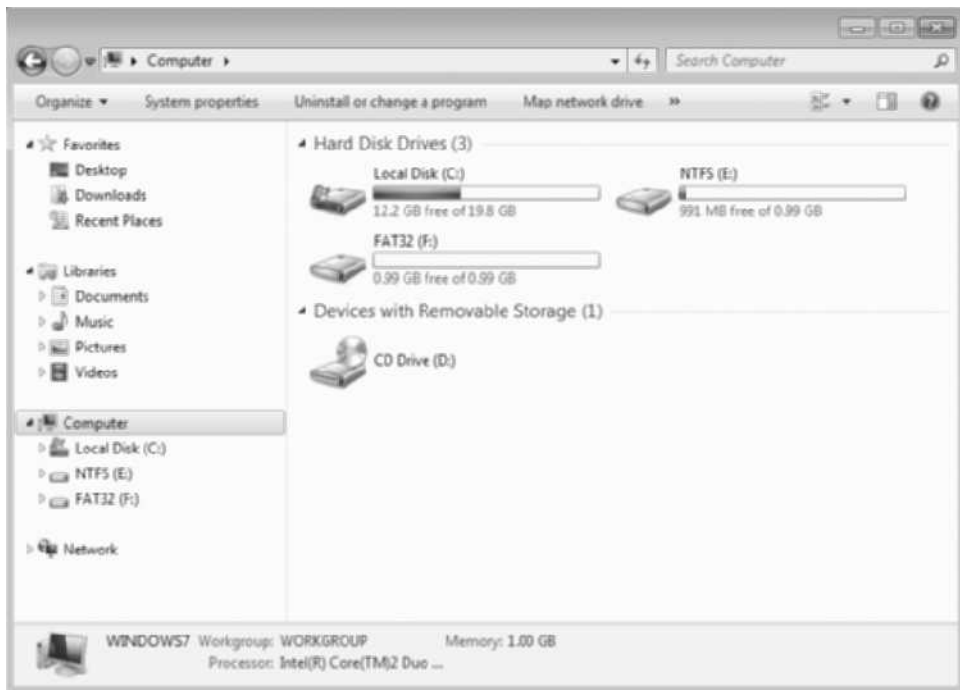 Computer
Search Computer
Organize System properties Uninstall or change a program Map network drive »
Favorites
Desktop
Downloads
Recent Places
Libraries
Documents
Music
Pictures
Videos
Computer
Local Disk (C:)
NTFS (E:)
FAT32 (F:)
Network
Hard Disk Drives (3)
Local Disk (C:)
12.2 GB free of 19.8 GB
NTFS (E:)
991 MB free of 0.99 GB
FAT32 (F:)
0.99 GB free of 0.99 GB
Devices with Removable Storage (1)
CD Drive (D:)
WINDOWS7 Workgroup: WORKGROUP Memory: 1.00 GB
Processor: Intel(R) Core(TM)2 Duo ...